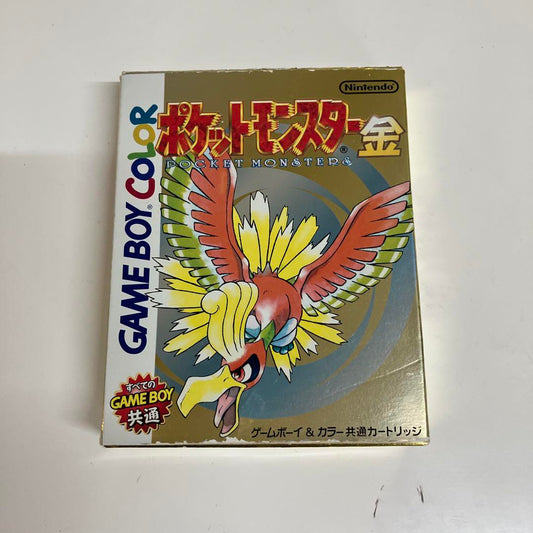 GAME BOY COLOR
Nintendo
ポケットモンスター金
POCKET MONSTERS
すべての
GAME BOY
共通
ゲームボーイ & カラー共通カートリッジ